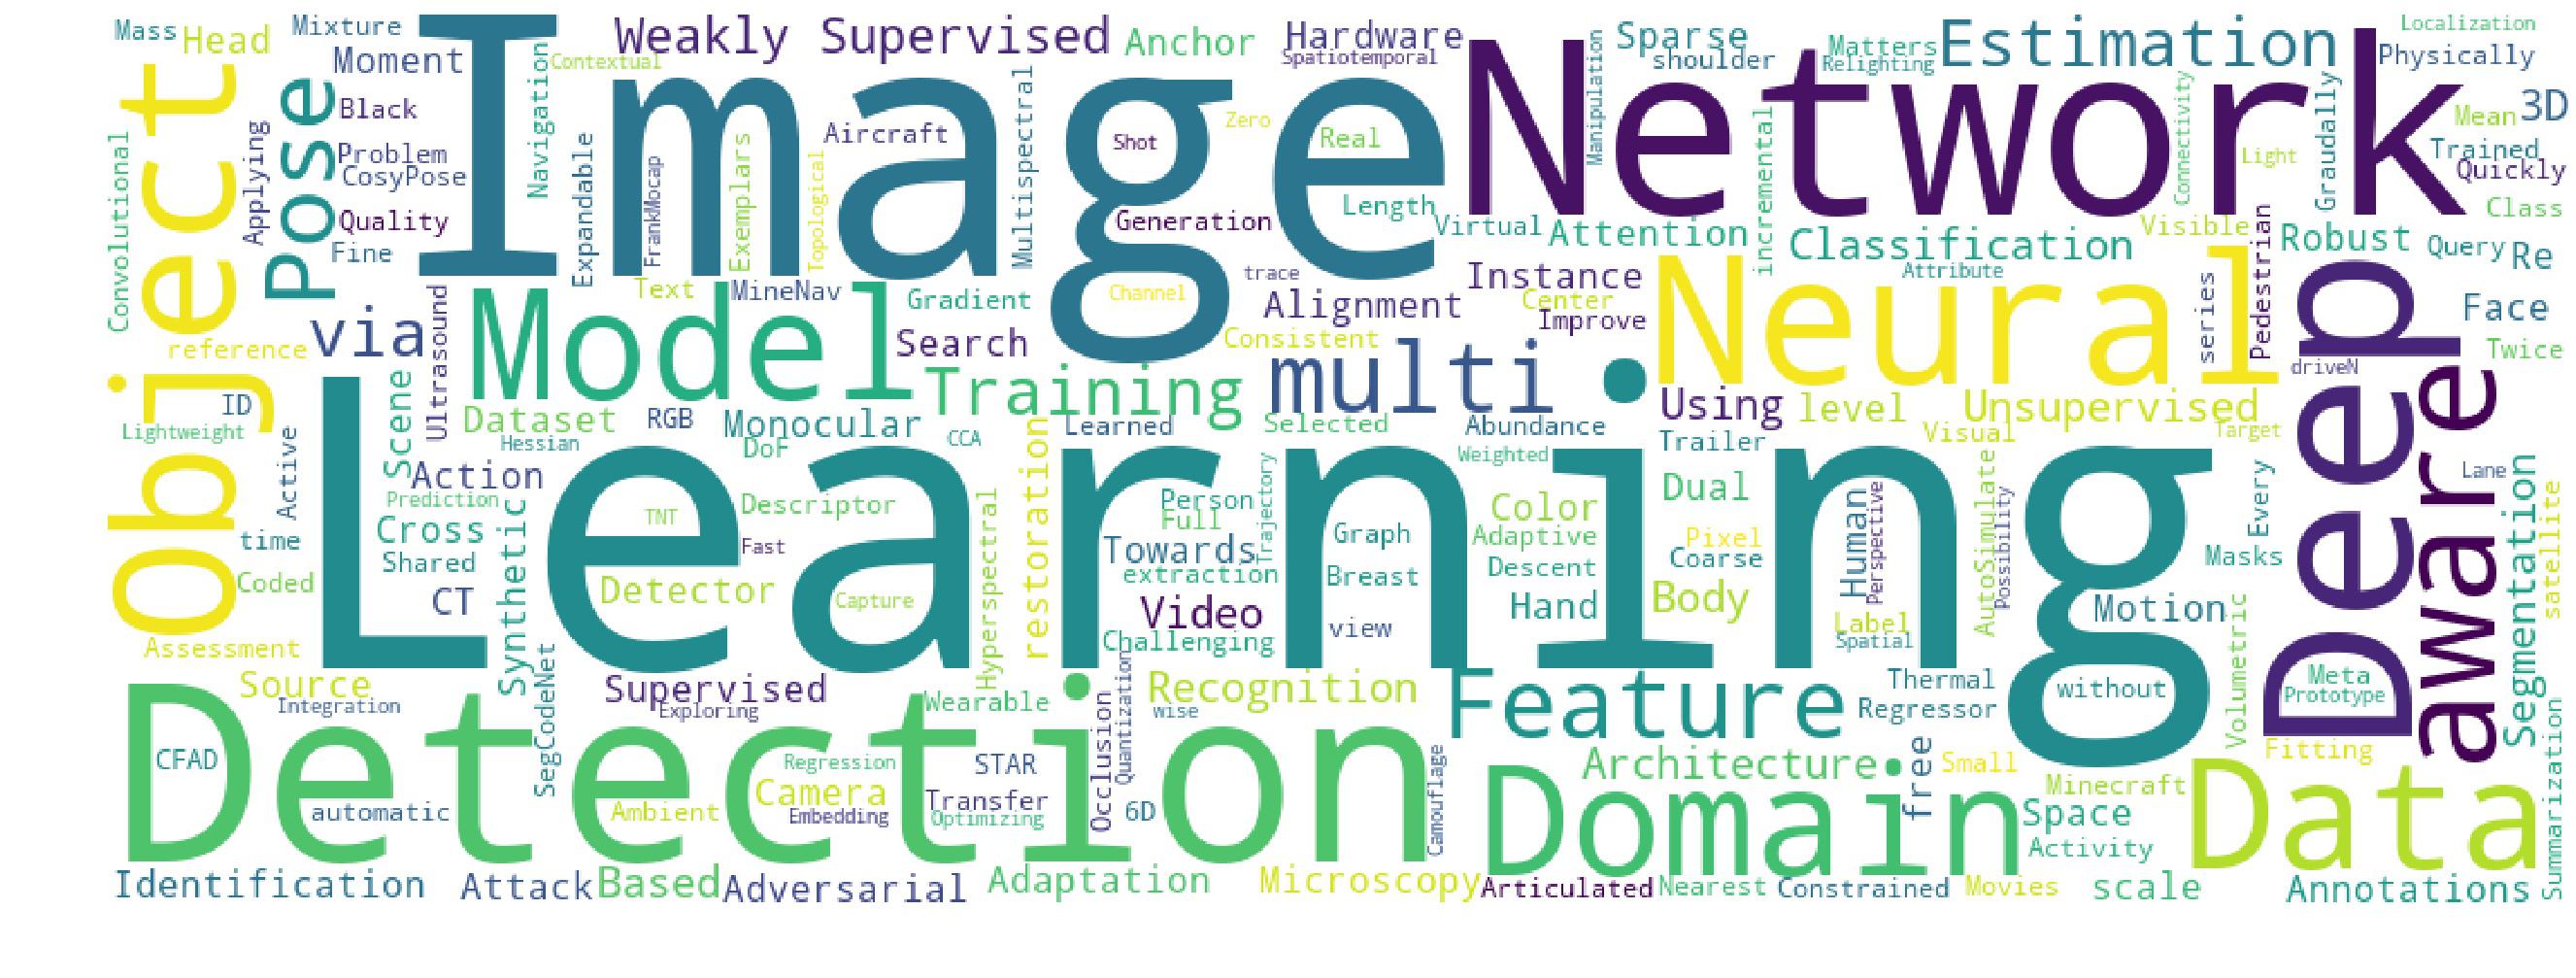 Mass
Head
Mixture
Moment
Image
Weakly Supervised
Anchor
Hardware
Spatiotemporal
Network
Sparse
shoulder
Matters
Relighting
Estimation
Localization
Physically
Contextual
Navigation
object
Pose
Black
Applying
Problem
CosyPose
Quality
Fine
Convolutional
Expandable
FrankMocap
Exemplars
Topological
Aircraft
Multispectral
Shot
Zero
Real
Generation
Length
Virtual
Manipulation
Attention
incremental
Classification
Connectivity
Visible
Light
Graudally
Mean
3D
Trained
Quickly
Class
Robust
Query
Re
Pedestrian
Text
MineNav
Gradient
Channel
trace
Alignment
Instance
Center
Improve
Neural
Attribute
series
Deep
Face
Twice
reference
via
Ultrasound
Model
Search
Consistent
Training
multi
driveN
aware
ID
Lightweight
Scene
Dataset
RGB
Monocular
Hessian
DoF
CCA
restoration
Learned
Selected
Abundance
Using
level
Unsupervised
Trailer
Visual
Target
Active
Action
Learning
Weighted
Lane
Prediction
Cross
Synthetic
TNT
Descriptor
Fast
Hyperspectral
Person
Full
Trajectory
Graph
Color
Adaptive
Dual
Pixel
Coarse
Human
Perspective
AutoSimulate
Possibility
Every
Masks
Segmentation
satellite
time
Shared
Coded
CT
Detector
Capture
Towards
extraction
Breast
Descent
Video
view
Hand
Body
Label
Spatial
Motion
Challenging
Assessment
Source
Integration
SegCodeNet
Supervised
Exploring
Wearable
Quantization
Recognition
wise
Feature
Thermal
Regressor
without
Volumetric
Meta
Prototype
Detection
CFAD
automatic
Regression
Ambient
Camera
Embedding
STAR
Transfer
Optimizing
Occlusion
6D
Camouflage
Architecture
Domain
free
Small
Fitting
Minecraft
Space
Activity
Data
Summarization
Identification
Attack
Based
Adversarial
Adaptation
Microscopy
Articulated
Nearest
Constrained
Movies
scale
Annotations